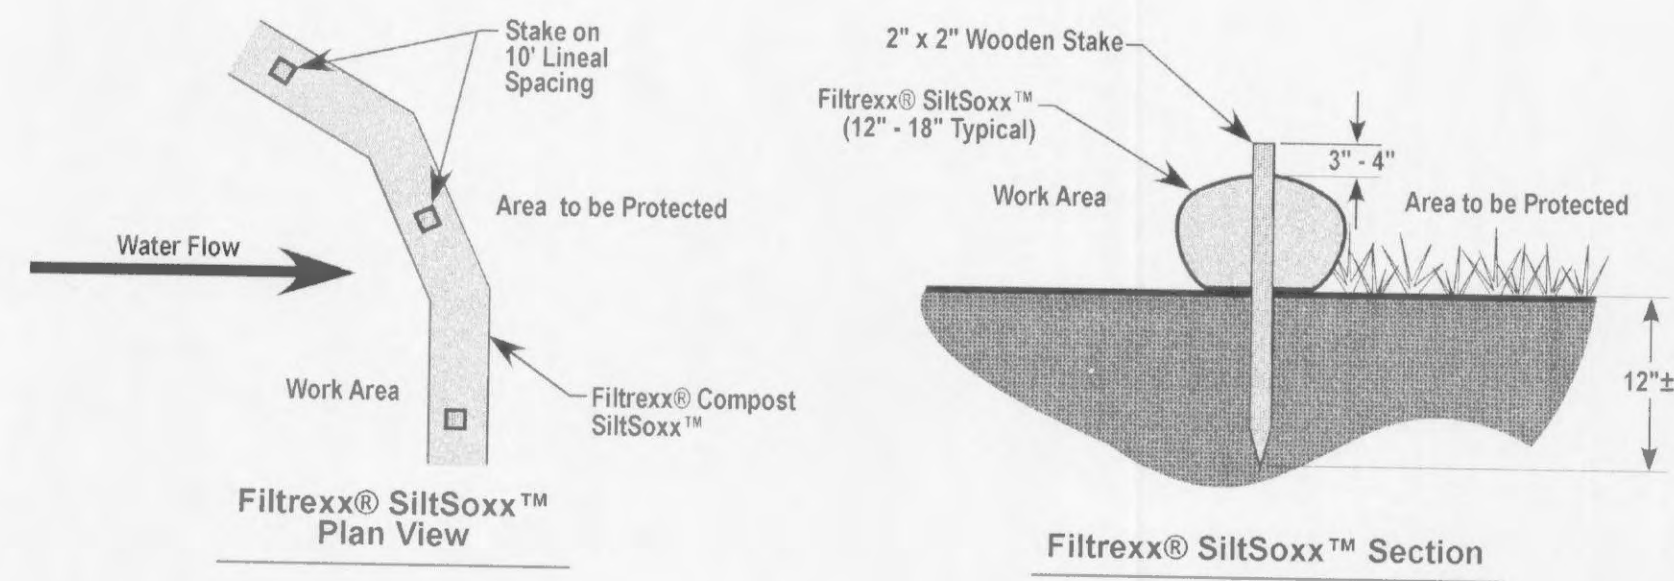 Stake on
10' Lineal
Spacing
Area to be Protected
Water Flow
Work Area
Filtrexx® Compost
SiltSoxx™
Filtrexx® SiltSoxx™
Plan View
2" x 2" Wooden Stake
Filtrexx® SiltSoxx™
(12" - 18" Typical)
3" - 4"
Work Area
Area to be Protected
12"±
Filtrexx® SiltSoxx™ Section